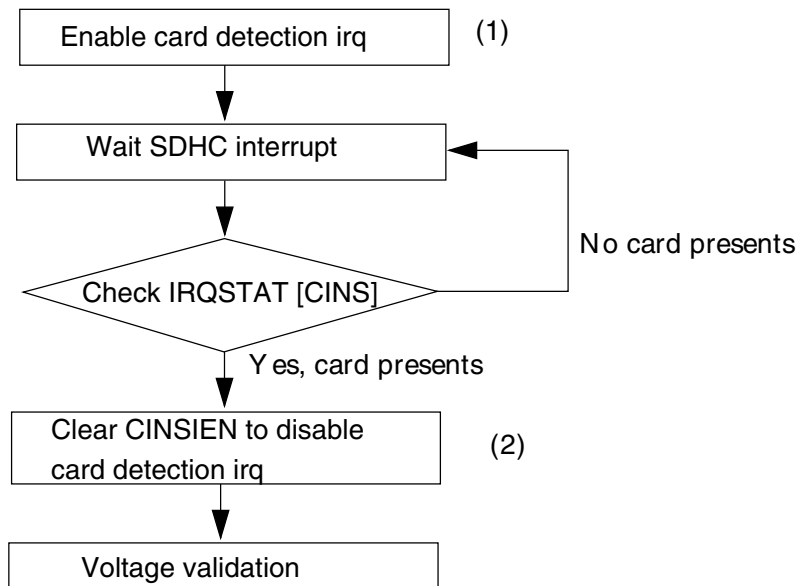 Enable card detection irq
(1)
Wait SDHC interrupt
No card presents
Check IRQSTAT [CINS]
Yes, card presents
Clear CINSIEN to disable
card detection irq
(2)
Voltage validation